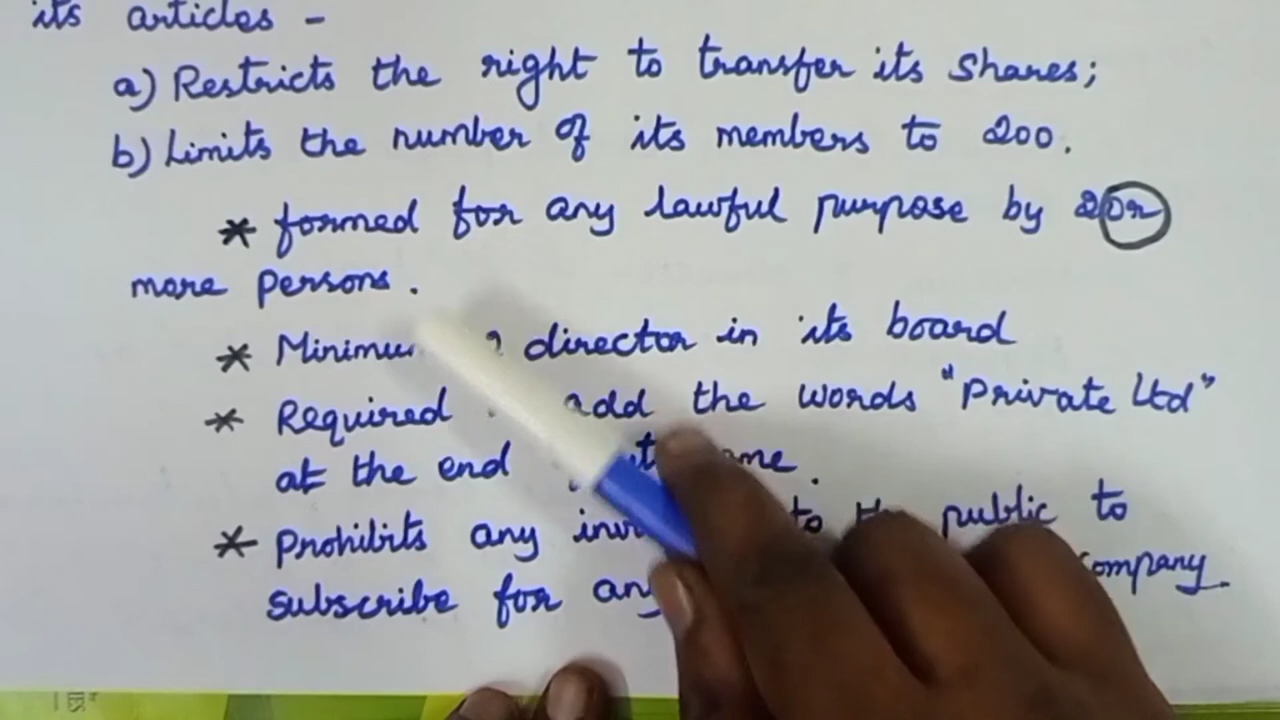 its articles -
a) Restricts the right to transfer its shares;
b) Limits the number of its members to 200.
* formed for any lawful purpose by 2 or
more persons.
* director in its board
* Required add the words "Private Ltd"
at the end
* Prohibits any to public to
subscribe for